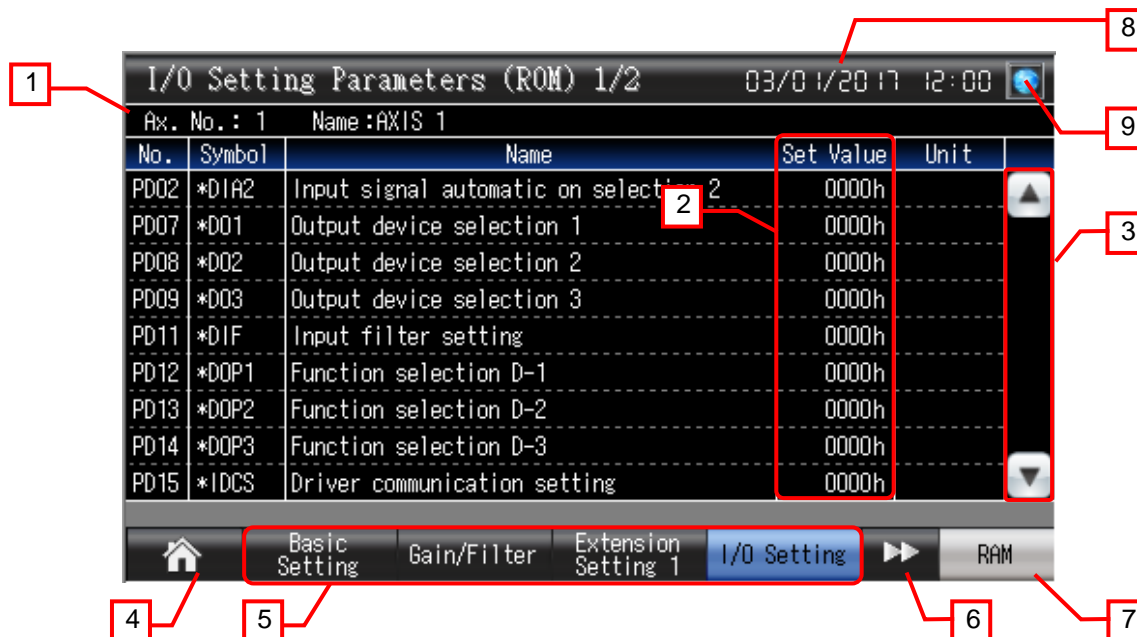 8
I/O Setting Parameters (ROM) 1/2 03/01/2017 12:00
1
Ax. No.: 1 Name:AXIS 1
9
No. Symbol Name Set Value Unit
PD02 *DIA2 Input signal automatic on selection 2 0000h
2
3
PD07 *DO1 Output device selection 1 0000h
PD08 *DO2 Output device selection 2 0000h
PD09 *DO3 Output device selection 3 0000h
PD11 *DIF Input filter setting 0000h
PD12 *DOP1 Function selection D-1 0000h
PD13 *DOP2 Function selection D-2 0000h
PD14 *DOP3 Function selection D-3 0000h
PD15 *IDCS Driver communication setting 0000h
Basic Setting Gain/Filter Extension Setting 1 I/O Setting RAM
4 5 6 7